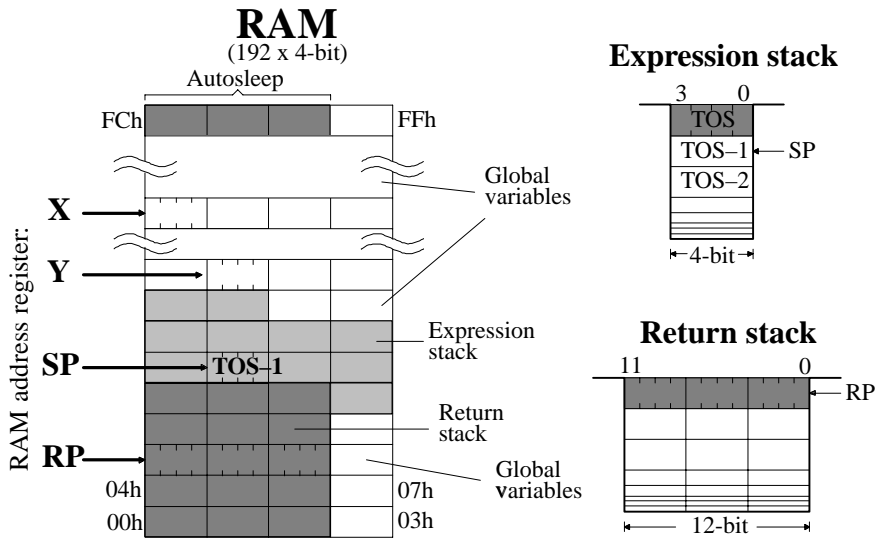 RAM
(192 x 4-bit)
Autosleep
FCh
FFh
Global
variables
X
Y
RAM address register:
Expression
stack
SP
TOS–1
Return
stack
RP
Global
variables
04h
07h
00h
03h
Expression stack
3 0
TOS
TOS–1
SP
TOS–2
4-bit
Return stack
11 0
RP
12-bit